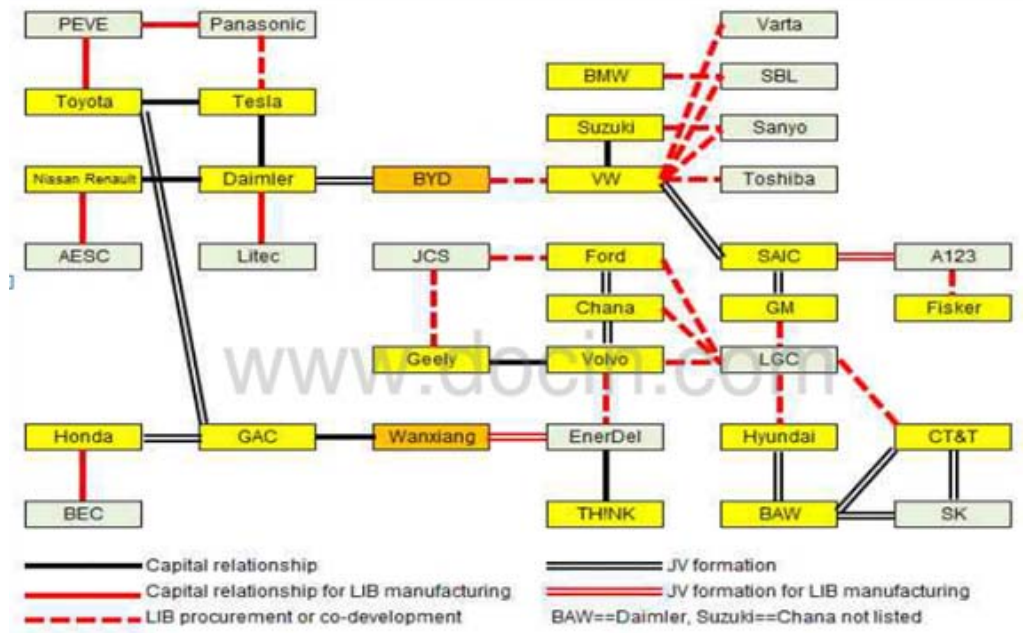 PEVE
Panasonic
Varta
BMW
SBL
Toyota
Tesla
Suzuki
Sanyo
Nissan Renault
Daimler
BYD
VW
Toshiba
AESC
Litec
JCS
Ford
SAIC
A123
Chana
GM
Fisker
Geely
Volvo
LGC
www.docin.com
Honda
GAC
Wanxiang
EnerDel
Hyundai
CT&T
BEC
TH!NK
BAW
SK
Capital relationship
JV formation
Capital relationship for LIB manufacturing
JV formation for LIB manufacturing
LIB procurement or co-development
BAW==Daimler, Suzuki==Chana not listed